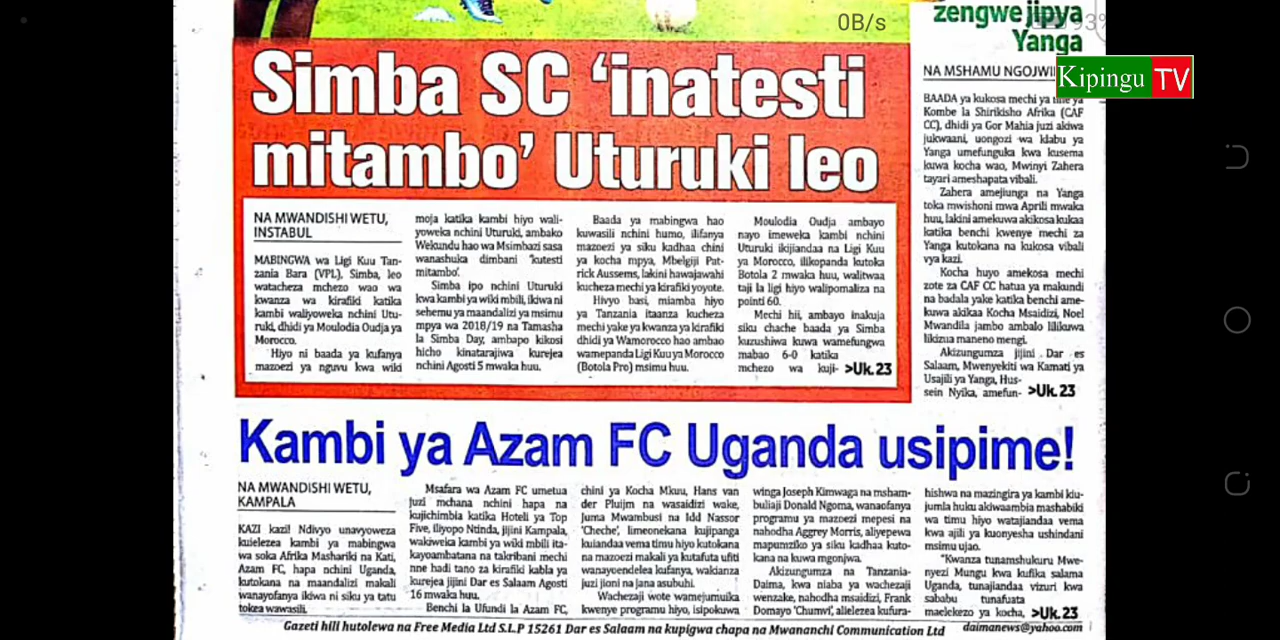 0B/s
93%
Kipingu TV
zengwe jipya
Yanga
Simba SC ‘inatesti
mitambo’ Uturuki leo
NA MWANDISHI WETU,
INSTABUL
MABINGWA wa Ligi Kuu Tan-
zania Bara (VPL), Simba, leo
watacheza mchezo wao wa
kwanza wa kirafiki katika
kambi waliyoweka nchini Utu-
ruki, dhidi ya Moulodia Oudja ya
Morocco.
Hiyo ni baada ya kufanya
mazoezi ya nguvu kwa wiki
moja katika kambi hiyo wali-
yoweka nchini Uturuki, ambako
Wekundu hao wa Msimbazi sasa
wanashuka dimbani ‘kutesti
mitambo’.
Simba ipo nchini Uturuki
kwa kambi ya wiki mbili, ikiwa ni
sehemu ya maandalizi ya msimu
mpya wa 2018/19 na Tamasha
la Simba Day, ambapo kikosi
hicho kinatarajiwa kurejea
nchini Agosti 5 mwaka huu.
Baada ya mabingwa hao
kuwasili nchini humo, ilifanya
mazoezi ya siku kadhaa chini
ya kocha mpya, Mbelgiji Pat-
rick Aussems, lakini hawajawahi
kucheza mechi ya kirafiki yoyote.
Hivyo basi, miamba hiyo
ya Tanzania itaanza kucheza
mechi yake ya kwanza ya kirafiki
dhidi ya Wamorocco hao ambao
wamepanda Ligi Kuu ya Morocco
(Botola Pro) msimu huu.
Moulodia Oudja ambayo
nayo imeweka kambi nchini
Uturuki ikijiandaa na Ligi Kuu
ya Morocco, ilikopanda kutoka
Botola 2 mwaka huu, walitwaa
taji la ligi hiyo walipomaliza na
pointi 60.
Mechi hii, ambayo inakuja
siku chache baada ya Simba
kuzushiwa kuwa wamefungwa
mabao 6-0 katika
mchezo wa kuji- >Uk.23
NA MSHAMU
BAADA ya kukosa mechi ya nne ya
Kombe la Shirikisho Afrika (CAF
CC), dhidi ya Gor Mahia juzi akiwa
jukwaani, uongozi wa klabu ya
Yanga umefunguka kwa kusema
kuwa kocha wao, Mwinyi Zahera
tayari ameshapata vibali.
Zahera amejiunga na Yanga
toka mwishoni mwa Aprili mwaka
huu, lakini amekuwa akikosa kukaa
katika benchi kwenye mechi za
Yanga kutokana na kukosa vibali
vya kazi.
Kocha huyo amekosa mechi
zote za CAF CC hatua ya makundi
na badala yake katika benchi ame-
kuwa akikaa Kocha Msaidizi, Noel
Mwandila jambo ambalo lilikuwa
likizua maneno mengi.
Akizungumza jijini Dar es
Salaam, Mwenyekiti wa Kamati ya
Usajili ya Yanga, Hus-
sein Nyika, amefun- >Uk.23
Kambi ya Azam FC Uganda usipime!
NA MWANDISHI WETU,
KAMPALA
KAZI kazi! Ndivyo unavyoweza
kuielezea kambi ya mabingwa
wa soka Afrika Mashariki na Kati,
Azam FC, hapa nchini Uganda,
kutokana na maandalizi makali
wanayofanya ikiwa ni siku ya tatu
tokea wawasili.
Msafara wa Azam FC umetua
juzi mchana nchini hapa na
kujichimbia katika Hoteli ya Top
Five, iliyopo Ntinda, jijini Kampala,
wakiweka kambi ya wiki mbili ita-
kayoambatana na takribani mechi
nne hadi tano za kirafiki kabla ya
kurejea jijini Dar es Salaam Agosti
16 mwaka huu.
Benchi la Ufundi la Azam FC,
chini ya Kocha Mkuu, Hans van
der Pluijm na wasaidizi wake,
Juma Mwambusi na Idd Nassor
‘Cheche’, limeonekana kujipanga
kuiandaa vema timu hiyo kutokana
na mazoezi makali ya kutafuta ufiti
wanayoendelea kufanya, wakianza
juzi jioni na jana asubuhi.
Wachezaji wote wamejumuika
kwenye programu hiyo, isipokuwa
winga Joseph Kimwaga na msham-
buliaji Donald Ngoma, wanaofanya
programu ya mazoezi mepesi na
nahodha Aggrey Morris, aliyepewa
mapumziko ya siku kadhaa kuto-
kana na kuwa mgonjwa.
Akizungumza na Tanzania-
Daima, kwa niaba ya wachezaji
wenzake, nahodha msaidizi, Frank
Domayo ‘Chumvi’, alielezea kufura-
hishwa na mazingira ya kambi kiu-
jumla huku akiwaambia mashabiki
wa timu hiyo watajiandaa vema
kwa ajili ya kuonyesha ushindani
msimu ujao.
“Kwanza tunamshukuru Mwe-
nyezi Mungu kwa kufika salama
Uganda, tunajiandaa vizuri kwa
sababu tunafuata
maelekezo ya kocha, >Uk.23
Gazeti hili hutolewa na Free Media Ltd S.L.P 15261 Dar es Salaam na kupigwa chapa na Mwananchi Communication Ltd
daimanews@yahoo.com